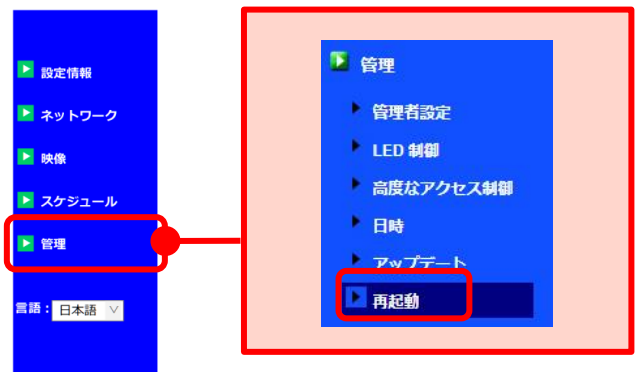 設定情報
ネットワーク
映像
スケジュール
管理
言語：日本語
管理
管理者設定
LED 制御
高度なアクセス制御
日時
アップデート
再起動